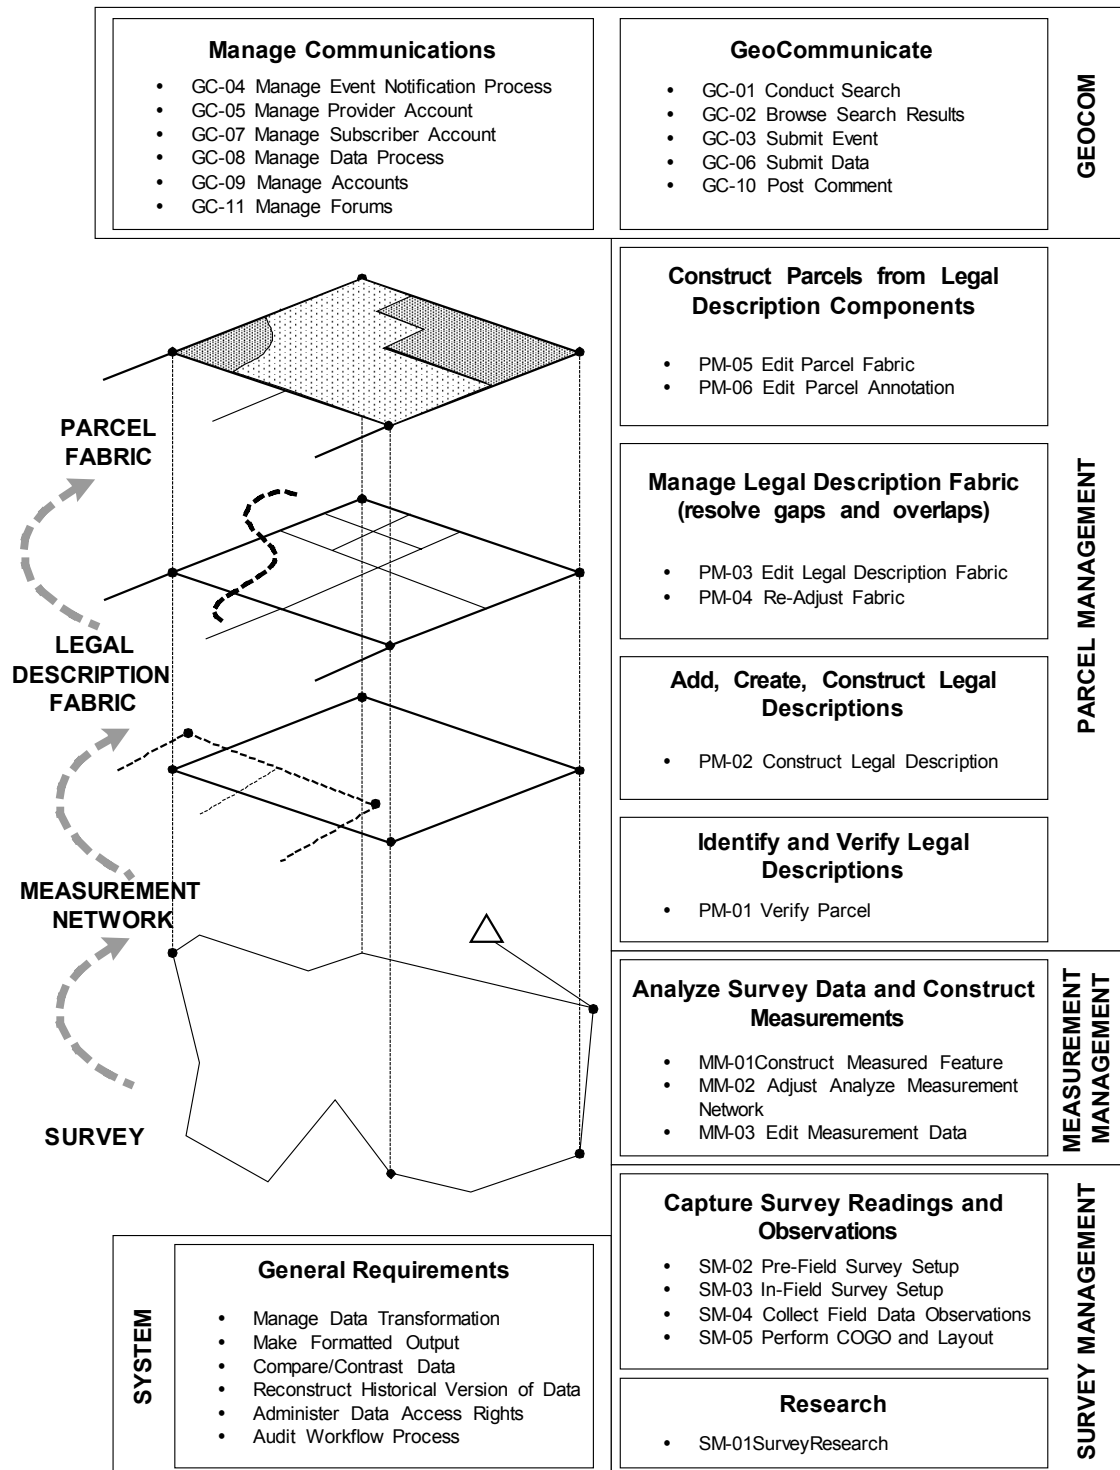 Manage Communications
• GC-04 Manage Event Notification Process
• GC-05 Manage Provider Account
• GC-07 Manage Subscriber Account
• GC-08 Manage Data Process
• GC-09 Manage Accounts
• GC-11 Manage Forums
GeoCommunicate
• GC-01 Conduct Search
• GC-02 Browse Search Results
• GC-03 Submit Event
• GC-06 Submit Data
• GC-10 Post Comment
GEOCOM
PARCEL
FABRIC
LEGAL
DESCRIPTION
FABRIC
MEASUREMENT
NETWORK
SURVEY
Construct Parcels from Legal
Description Components
• PM-05 Edit Parcel Fabric
• PM-06 Edit Parcel Annotation
Manage Legal Description Fabric
(resolve gaps and overlaps)
• PM-03 Edit Legal Description Fabric
• PM-04 Re-Adjust Fabric
Add, Create, Construct Legal
Descriptions
• PM-02 Construct Legal Description
Identify and Verify Legal
Descriptions
• PM-01 Verify Parcel
PARCEL MANAGEMENT
Analyze Survey Data and Construct
Measurements
• MM-01Construct Measured Feature
• MM-02 Adjust Analyze Measurement
Network
• MM-03 Edit Measurement Data
MEASUREMENT
MANAGEMENT
Capture Survey Readings and
Observations
• SM-02 Pre-Field Survey Setup
• SM-03 In-Field Survey Setup
• SM-04 Collect Field Data Observations
• SM-05 Perform COGO and Layout
Research
• SM-01SurveyResearch
SURVEY MANAGEMENT
SYSTEM
General Requirements
• Manage Data Transformation
• Make Formatted Output
• Compare/Contrast Data
• Reconstruct Historical Version of Data
• Administer Data Access Rights
• Audit Workflow Process